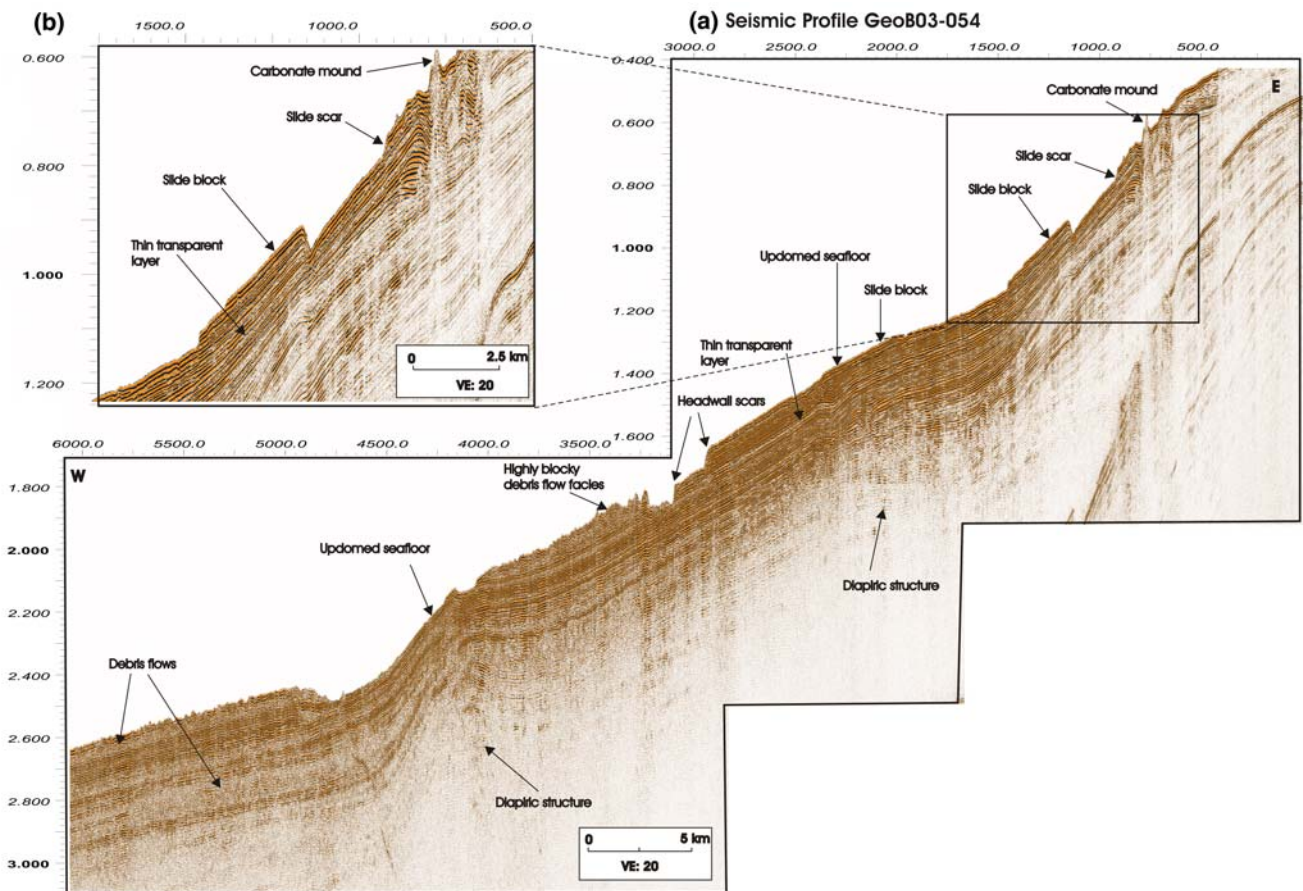 (b)
1500.0 1000.0 500.0
0.600
0.800
1.000
1.200
Carbonate mound
Slide scar
Slide block
Thin transparent
layer
0 2.5 km
VE: 20
(a) Seismic Profile GeoB03-054
3000.0 2500.0 2000.0 1500.0 1000.0 500.0
0.400
0.600
0.800
1.000
1.200
1.400
1.600
E
Carbonate mound
Slide scar
Slide block
Updomed seafloor
Slide block
Thin transparent
layer
Headwall scars
6000.0 5500.0 5000.0 4500.0 4000.0 3500.0
W
1.800
2.000
2.200
2.400
2.600
2.800
3.000
Highly blocky
debris flow facies
Updomed seafloor
Diapiric structure
Debris flows
Diapiric structure
0 5 km
VE: 20